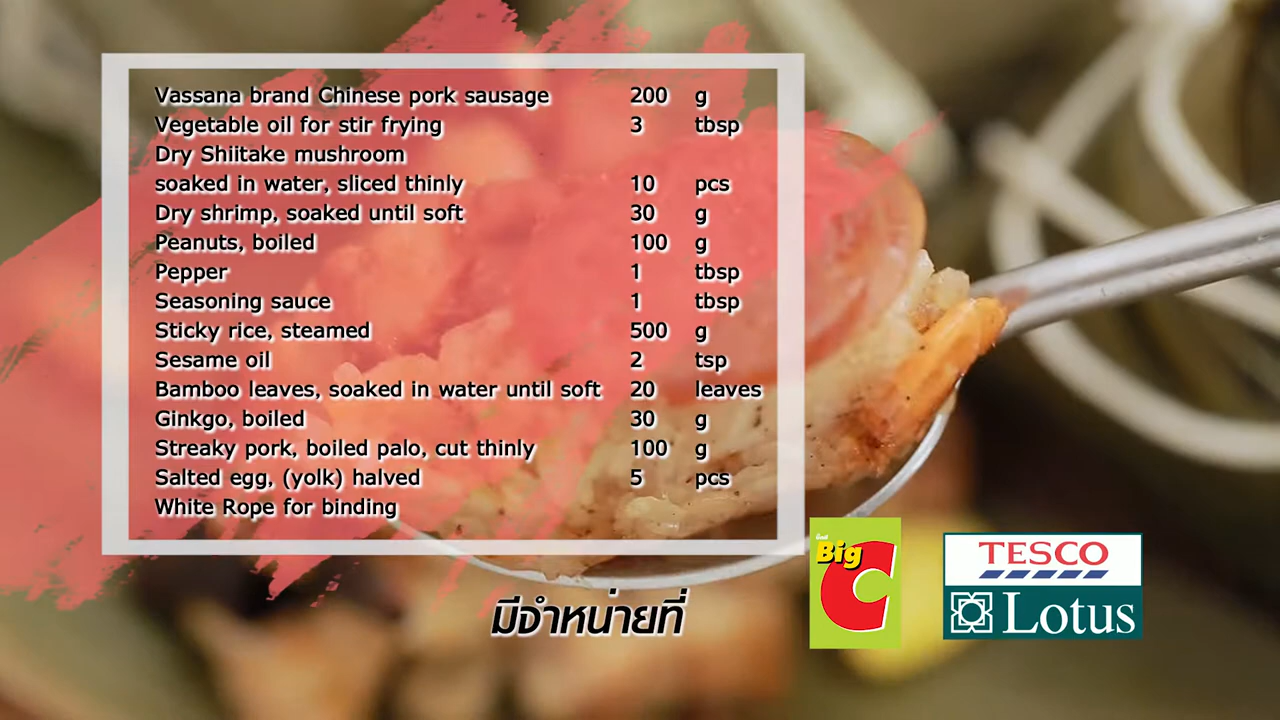 Vassana brand Chinese pork sausage 200 g
Vegetable oil for stir frying 3 tbsp
Dry Shiitake mushroom
soaked in water, sliced thinly 10 pcs
Dry shrimp, soaked until soft 30 g
Peanuts, boiled 100 g
Pepper 1 tbsp
Seasoning sauce 1 tbsp
Sticky rice, steamed 500 g
Sesame oil 2 tsp
Bamboo leaves, soaked in water until soft 20 leaves
Ginkgo, boiled 30 g
Streaky pork, boiled palo, cut thinly 100 g
Salted egg, (yolk) halved 5 pcs
White Rope for binding
มีจำหน่ายที่
Big C
TESCO
Lotus